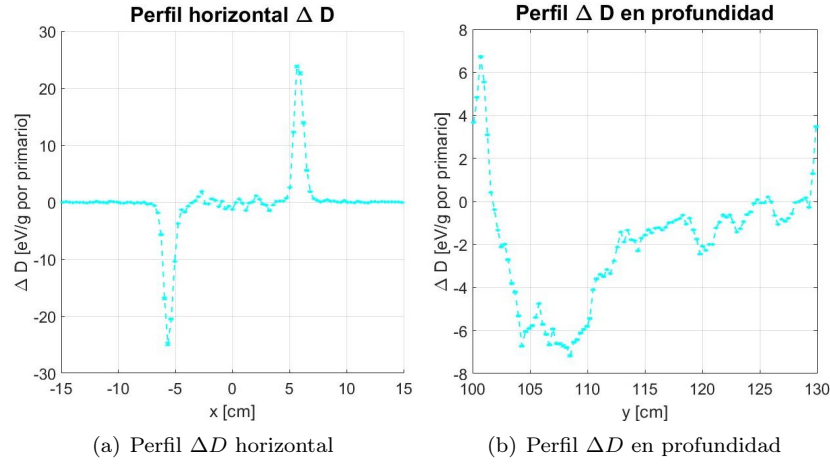 Perfil horizontal Δ D
Δ D [eV/g por primario]
30
20
10
0
-10
-20
-30
-15 -10 -5 0 5 10 15
x [cm]
(a) Perfil ΔD horizontal
Perfil Δ D en profundidad
Δ D [eV/g por primario]
8
6
4
2
0
-2
-4
-6
-8
100 105 110 115 120 125 130
y [cm]
(b) Perfil ΔD en profundidad